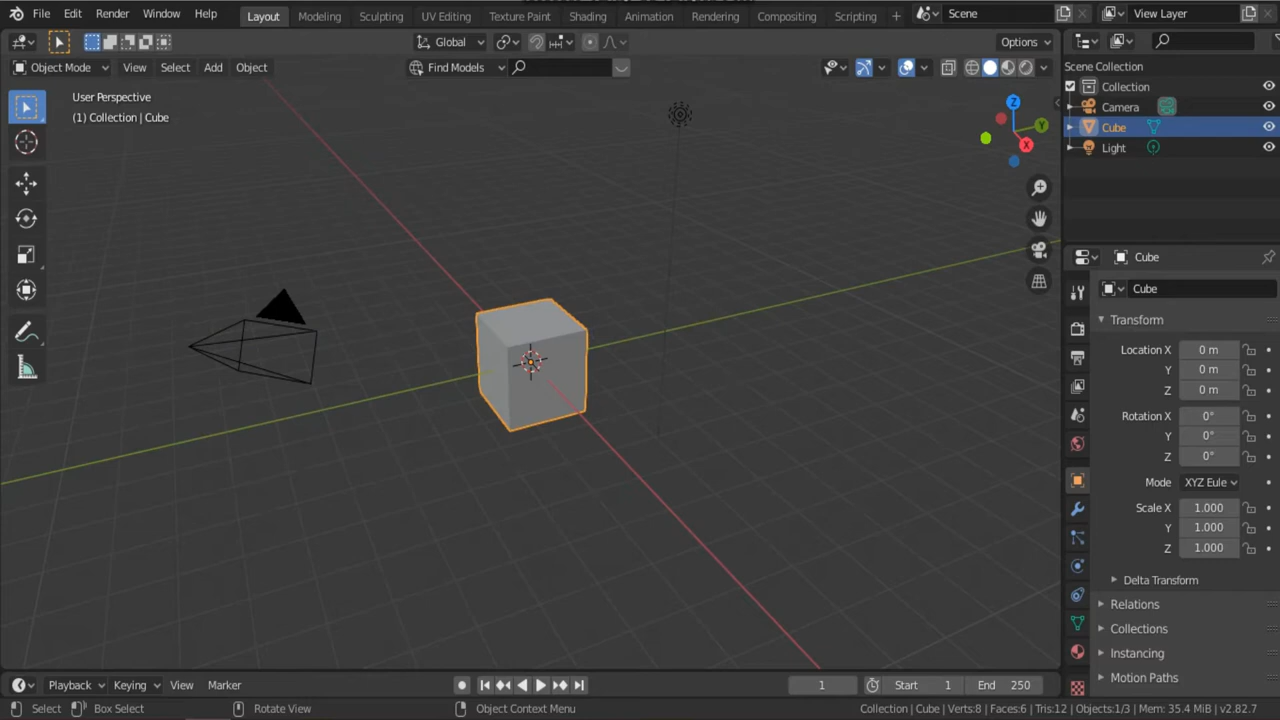 File Edit Render Window Help Layout Modeling Sculpting UV Editing Texture Paint Shading Animation Rendering Compositing Scripting + Scene View Layer
Global Options
Object Mode View Select Add Object Find Models
User Perspective
(1) Collection | Cube
Z
Y
X
Scene Collection
Collection
Camera
Cube
Light
Cube
Cube
Transform
Location X 0 m
Y 0 m
Z 0 m
Rotation X 0°
Y 0°
Z 0°
Mode XYZ Eule
Scale X 1.000
Y 1.000
Z 1.000
Delta Transform
Relations
Collections
Instancing
Motion Paths
Playback Keying View Marker 1 Start 1 End 250
Select Box Select Rotate View Object Context Menu Collection | Cube | Verts:8 | Faces:6 | Tris:12 | Objects:1/3 | Mem: 35.4 MiB | v2.82.7